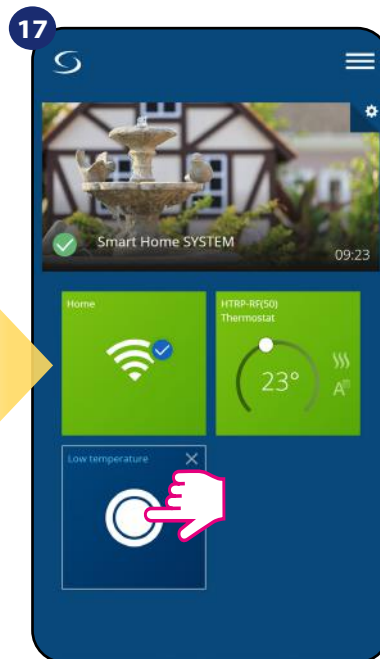 17
Smart Home SYSTEM
09:23
Home
HTRP-RF(50)
Thermostat
23°
A
Low temperature